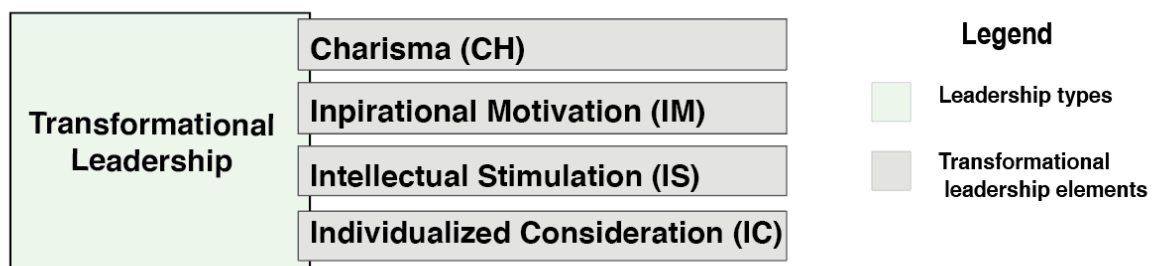 Transformational
Leadership
Charisma (CH)
Inpirational Motivation (IM)
Intellectual Stimulation (IS)
Individualized Consideration (IC)
Legend
Leadership types
Transformational
leadership elements